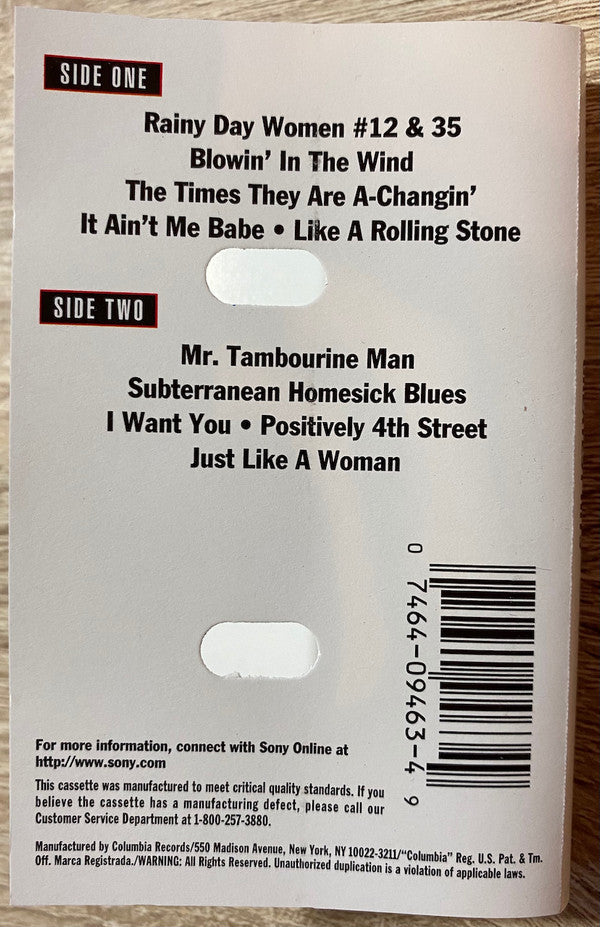 SIDE ONE
Rainy Day Women #12 & 35
Blowin' In The Wind
The Times They Are A-Changin'
It Ain't Me Babe • Like A Rolling Stone
SIDE TWO
Mr. Tambourine Man
Subterranean Homesick Blues
I Want You • Positively 4th Street
Just Like A Woman
0 7464-09463-4 9
For more information, connect with Sony Online at
http://www.sony.com
This cassette was manufactured to meet critical quality standards. If you
believe the cassette has a manufacturing defect, please call our
Customer Service Department at 1-800-257-3880.
Manufactured by Columbia Records/550 Madison Avenue, New York, NY 10022-3211/"Columbia" Reg. U.S. Pat. & Tm.
Off. Marca Registrada./WARNING: All Rights Reserved. Unauthorized duplication is a violation of applicable laws.